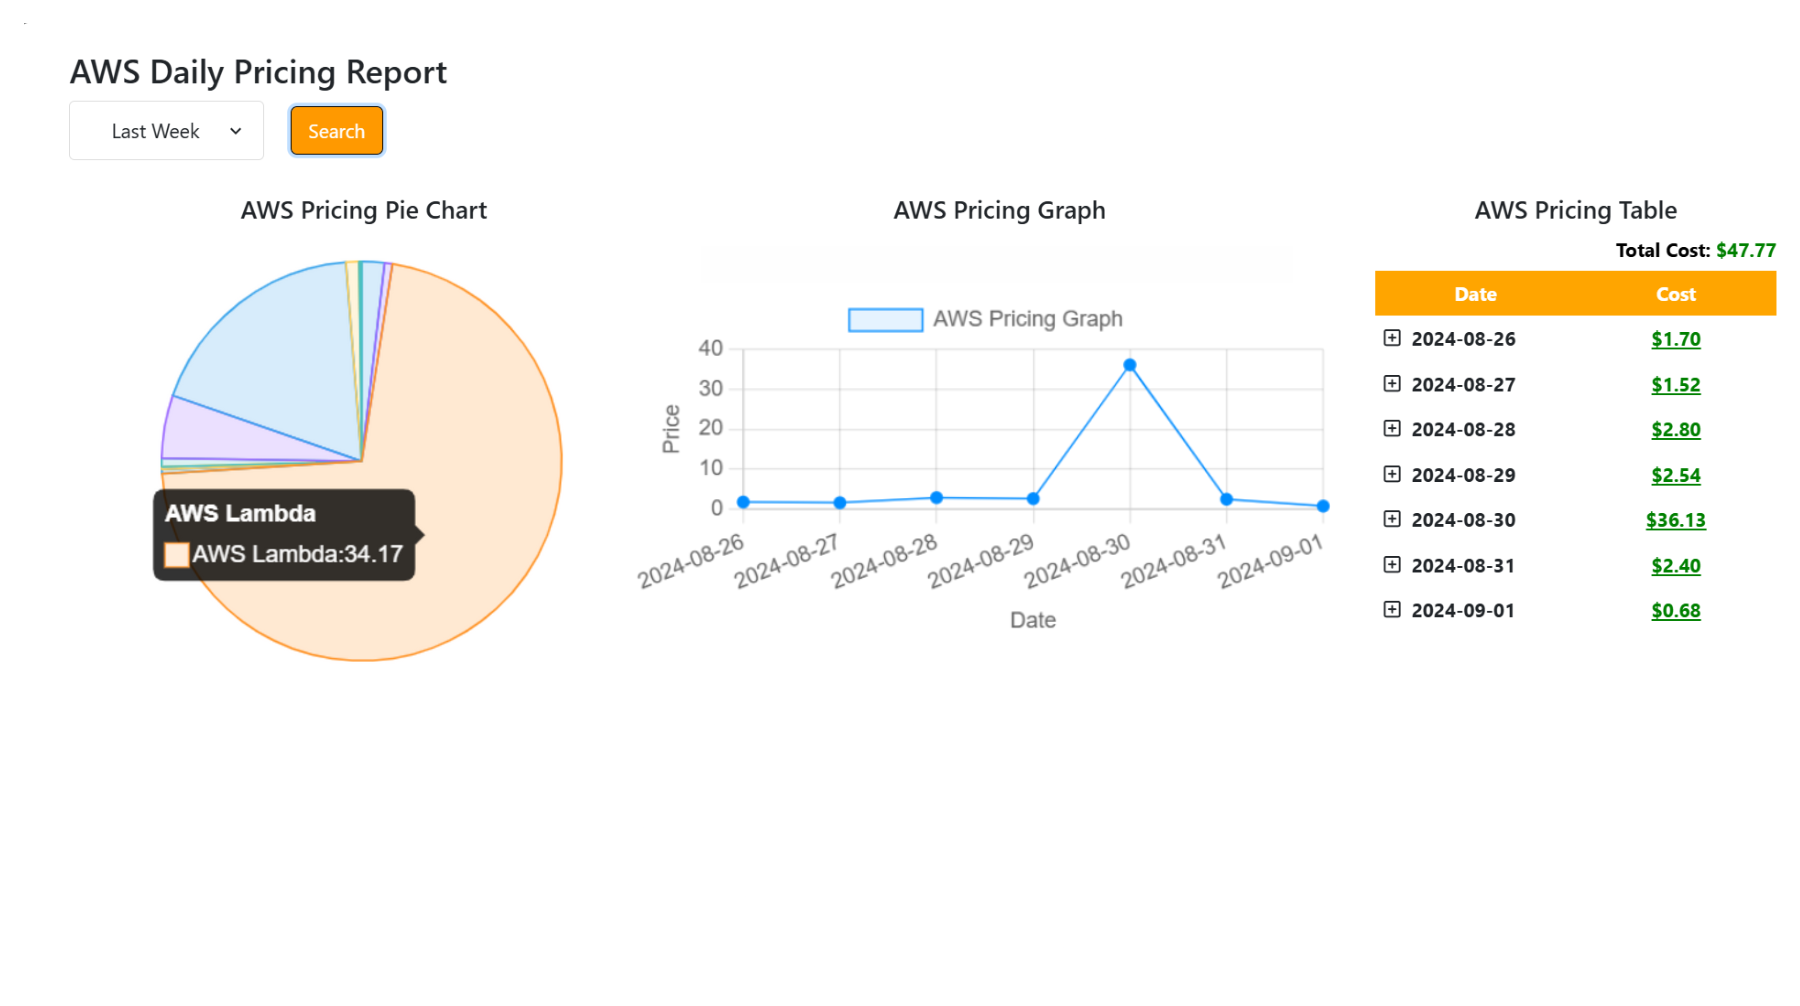 AWS Daily Pricing Report
Last Week
Search
AWS Pricing Pie Chart
AWS Lambda
AWS Lambda:34.17
AWS Pricing Graph
AWS Pricing Graph
40
30
20
10
0
Price
2024-08-26
2024-08-27
2024-08-28
2024-08-29
2024-08-30
2024-08-31
2024-09-01
Date
AWS Pricing Table
Total Cost: $47.77
Date Cost
2024-08-26 $1.70
2024-08-27 $1.52
2024-08-28 $2.80
2024-08-29 $2.54
2024-08-30 $36.13
2024-08-31 $2.40
2024-09-01 $0.68